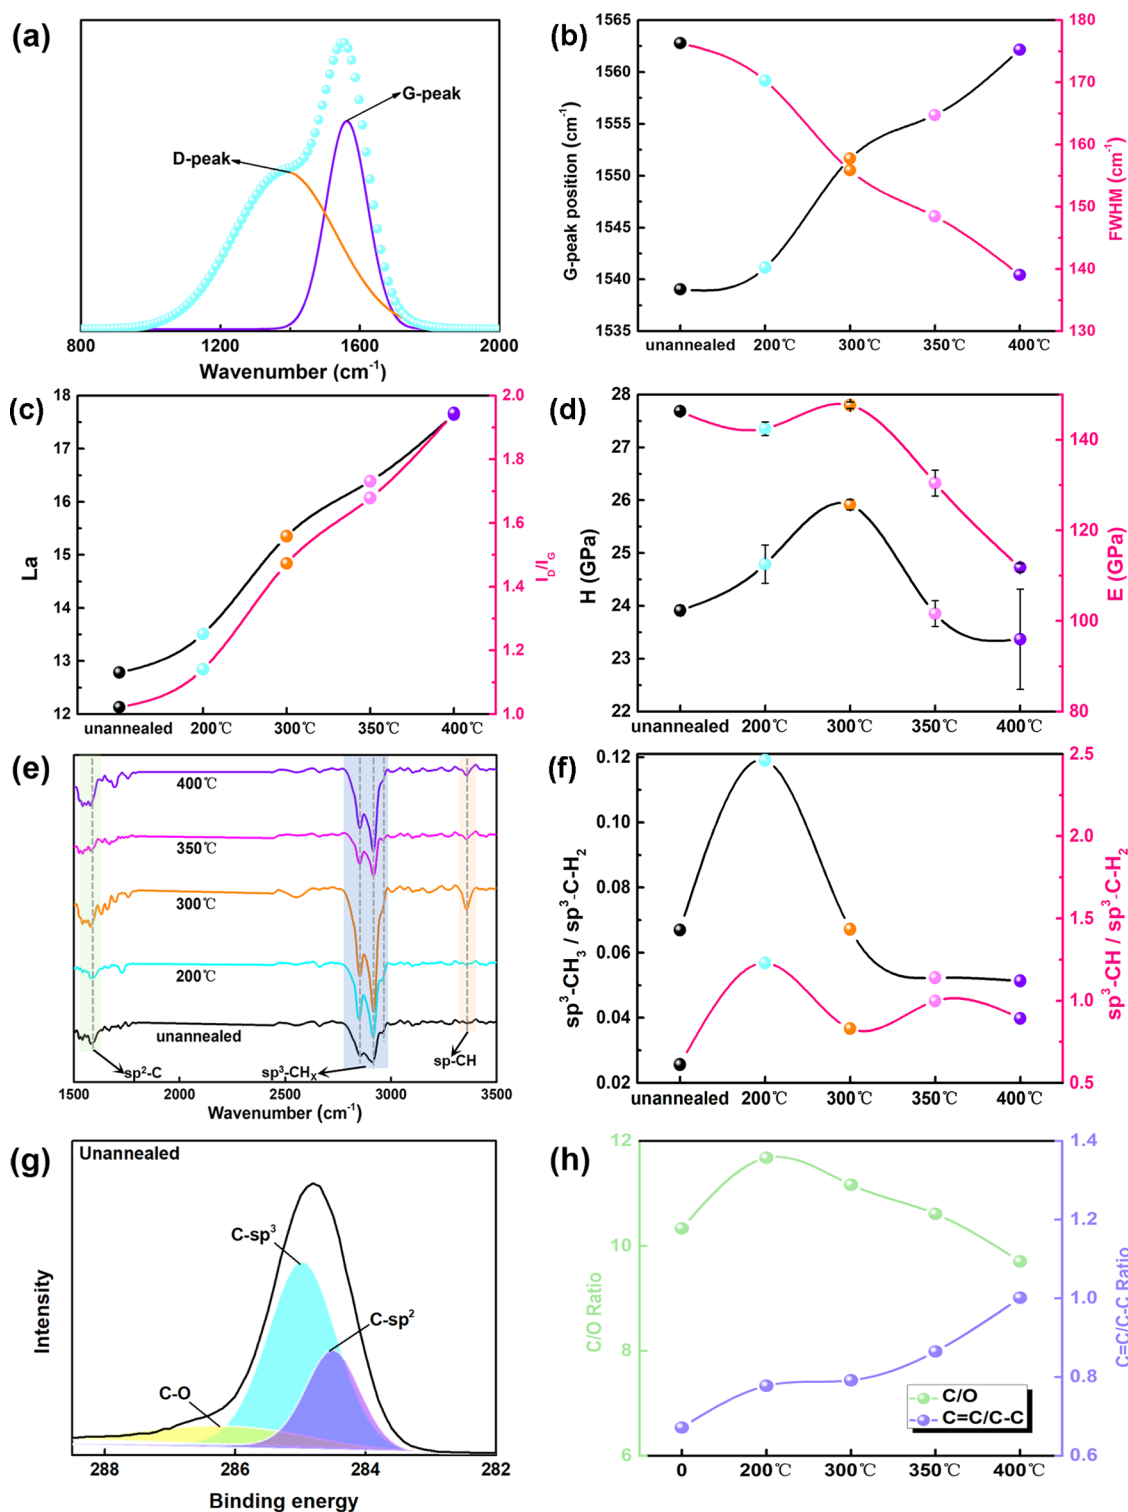 (a)
G-peak
D-peak
800 1200 1600 2000
Wavenumber (cm-1)
(b)
G-peak position (cm-1)
1565
1560
1555
1550
1545
1540
1535
180
170
160
150
140
130
FWHM (cm-1)
unannealed 200℃ 300℃ 350℃ 400℃
(c)
La
18
17
16
15
14
13
12
2.0
1.8
1.6
1.4
1.2
1.0
ID/IG
unannealed 200℃ 300℃ 350℃ 400℃
(d)
H (GPa)
28
27
26
25
24
23
22
140
120
100
80
E (GPa)
unannealed 200℃ 300℃ 350℃ 400℃
(e)
400℃
350℃
300℃
200℃
unannealed
sp2-C
sp3-CHX
sp-CH
1500 2000 2500 3000 3500
Wavenumber (cm-1)
(f)
sp3-CH3 / sp3-C-H2
0.12
0.10
0.08
0.06
0.04
0.02
2.5
2.0
1.5
1.0
0.5
sp3-CH / sp3-C-H2
unannealed 200℃ 300℃ 350℃ 400℃
(g)
Unannealed
C-sp3
C-sp2
C-O
Intensity
288 286 284 282
Binding energy
(h)
C/O Ratio
12
10
8
6
1.4
1.2
1.0
0.8
0.6
C=C/C-C Ratio
C/O
C=C/C-C
0 200℃ 300℃ 350℃ 400℃